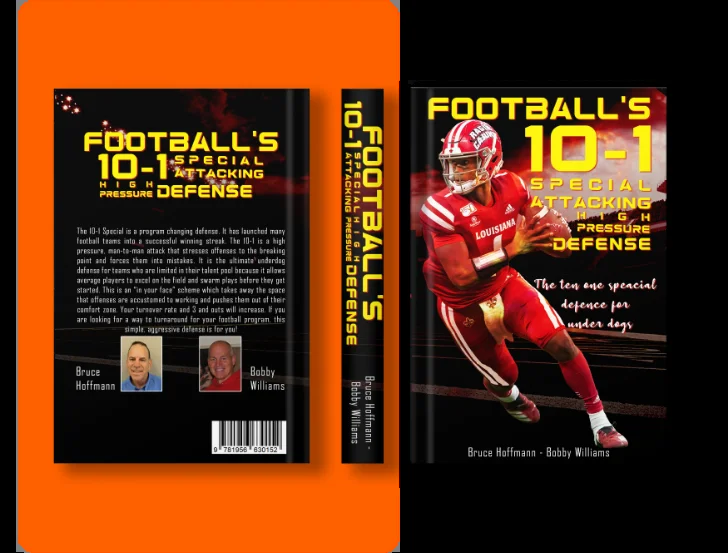 FOOTBALL'S
10-1 SPECIAL
ATTACKING
HIGH
PRESSURE DEFENSE
The 10-1 Special is a program changing defense. It has launched many
football teams into a successful winning streak. The 10-1 is a high
pressure, man-to-man attack that stresses offenses to the breaking
point and forces them into mistakes. It is the ultimate underdog
defense for teams who are limited in their talent pool because it allows
average players to excel on the field and swarm plays before they get
started. This is an "in your face" scheme which takes away the space
that offenses are accustomed to working and pushes them out of their
comfort zone. Your turnover rate and 3 and outs will increase. If you
are looking for a way to turnaround for your football program, this
simple, aggressive defense is for you!
Bruce
Hoffmann
Bobby
Williams
9 781956 630152
FOOTBALL'S
10-1 SPECIAL HIGH
ATTACKING PRESSURE DEFENSE
Bruce Hoffmann -
Bobby Williams
FOOTBALL'S
10-1
SPECIAL
ATTACKING
HIGH
PRESSURE
DEFENSE
RAGIN
CAJUNS
LOUISIANA
The ten one speacial
defence for
under dogs
Bruce Hoffmann - Bobby Williams